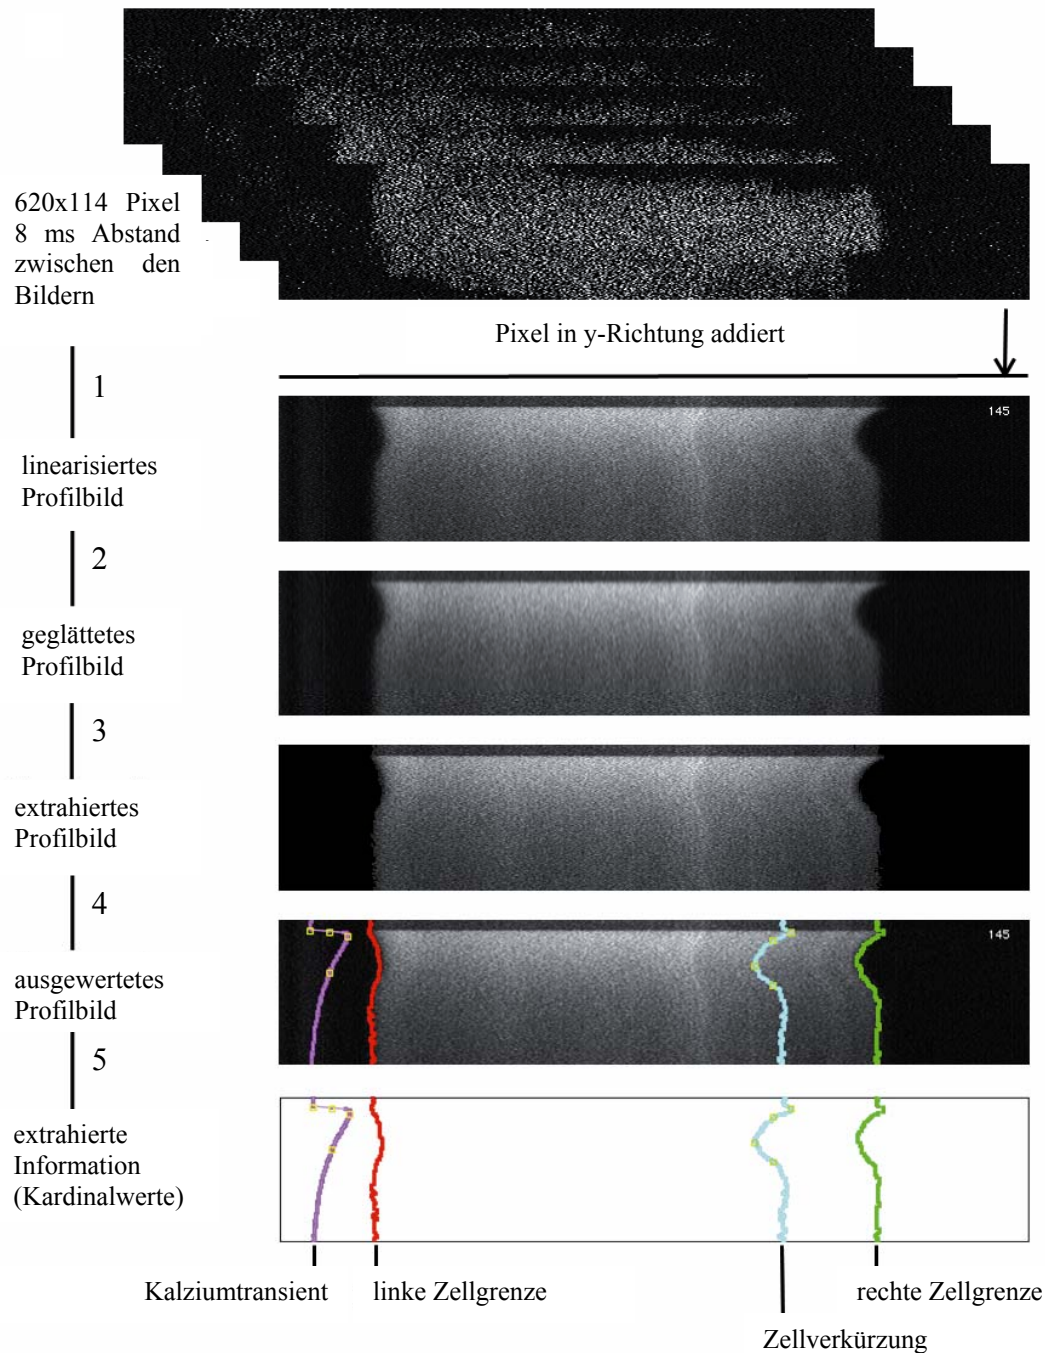 620x114 Pixel
8 ms Abstand
zwischen den
Bildern
Pixel in y-Richtung addiert
1
145
linearisiertes
Profilbild
2
geglättetes
Profilbild
3
extrahiertes
Profilbild
4
145
ausgewertetes
Profilbild
5
extrahierte
Information
(Kardinalwerte)
Kalziumtransient
linke Zellgrenze
rechte Zellgrenze
Zellverkürzung